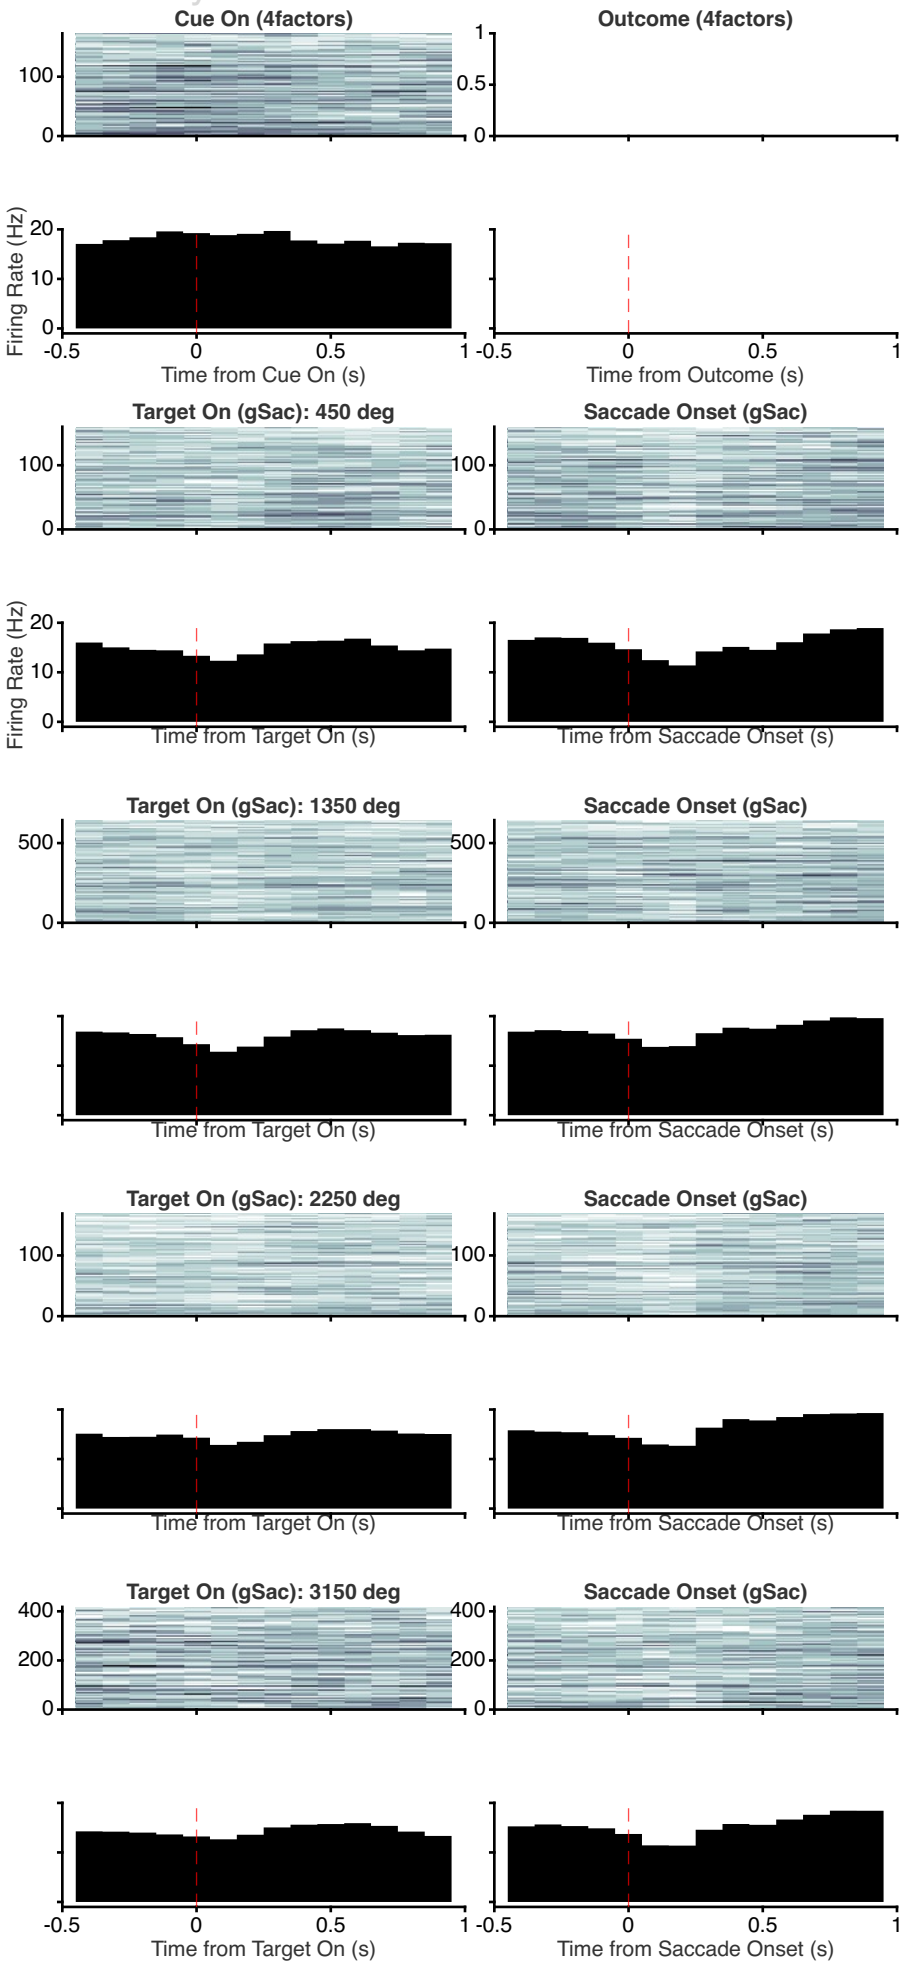 Cue On (4factors)
Outcome (4factors)
100
0
1
0.5
0
Firing Rate (Hz)
20
10
0
-0.5 0 0.5 1
-0.5 0 0.5 1
Time from Cue On (s)
Time from Outcome (s)
Target On (gSac): 450 deg
Saccade Onset (gSac)
100
0
100
0
Firing Rate (Hz)
20
10
0
Time from Target On (s)
Time from Saccade Onset (s)
Target On (gSac): 1350 deg
Saccade Onset (gSac)
500
0
500
0
Time from Target On (s)
Time from Saccade Onset (s)
Target On (gSac): 2250 deg
Saccade Onset (gSac)
100
0
100
0
Time from Target On (s)
Time from Saccade Onset (s)
Target On (gSac): 3150 deg
Saccade Onset (gSac)
400
200
0
400
200
0
-0.5 0 0.5 1
-0.5 0 0.5 1
Time from Target On (s)
Time from Saccade Onset (s)